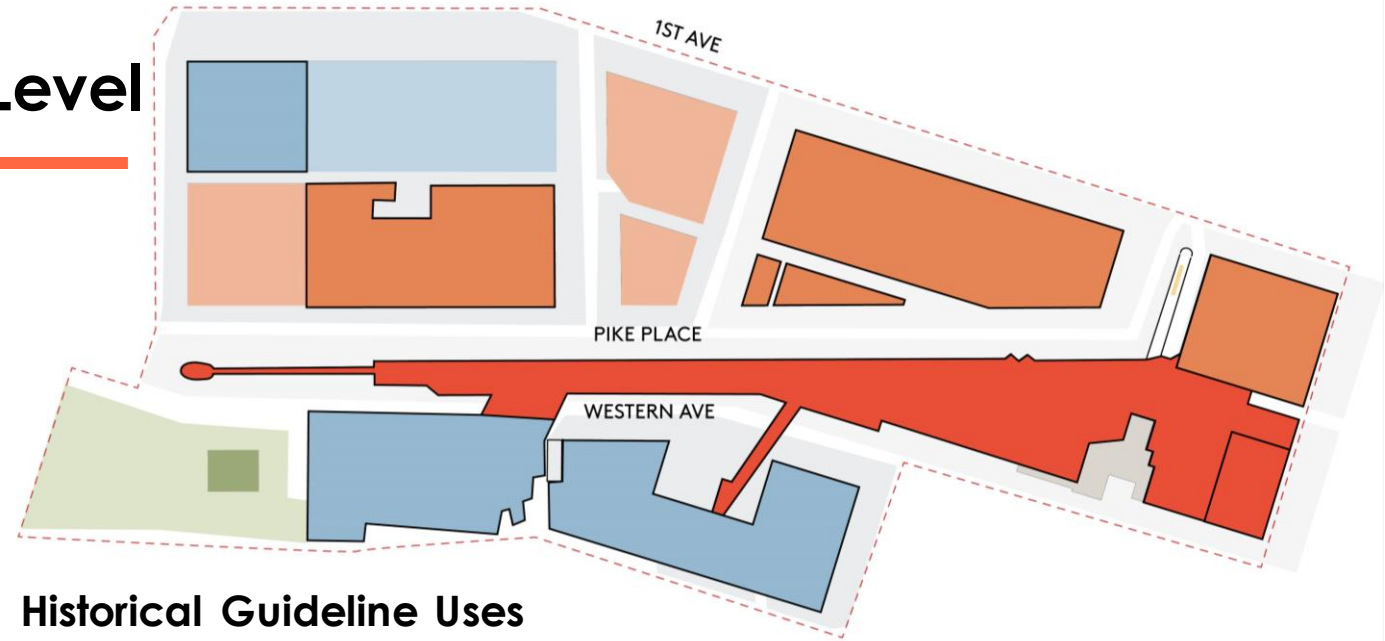 1ST AVE
Level
PIKE PLACE
WESTERN AVE
Historical Guideline Uses